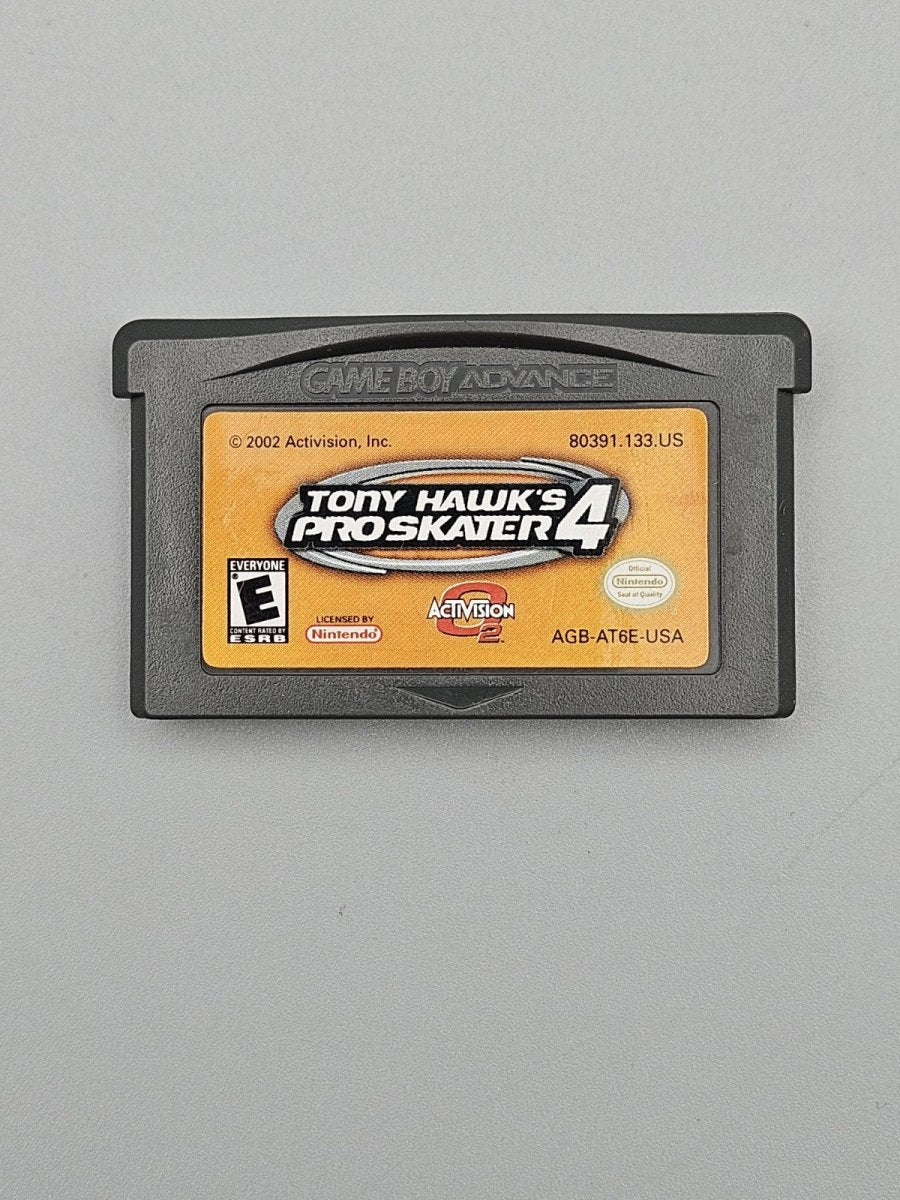 GAME BOY ADVANCE
© 2002 Activision, Inc. 80391.133.US
TONY HAWK'S
PRO SKATER 4
EVERYONE
E
CONTENT RATED BY
ESRB
LICENSED BY
Nintendo
ACTIVISION
O2
Official
Nintendo
Seal of Quality
AGB-AT6E-USA